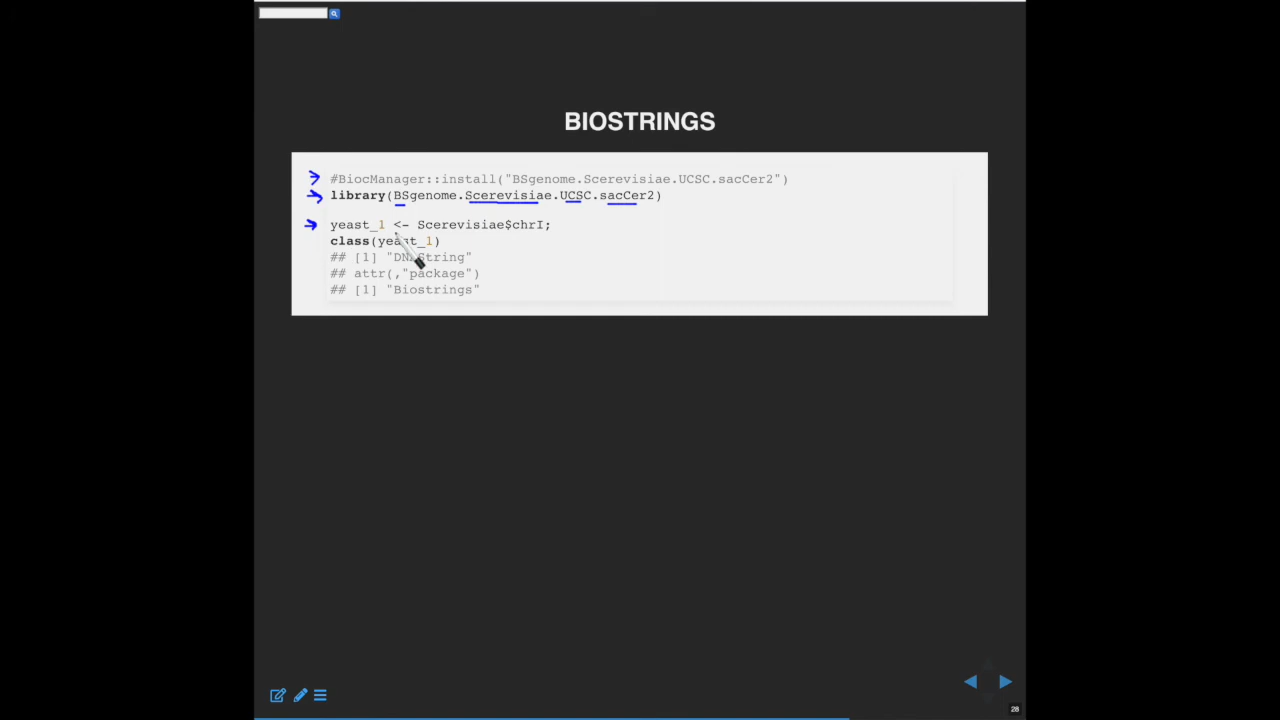 BIOSTRINGS
#BiocManager::install("BSgenome.Scerevisiae.UCSC.sacCer2")
library(BSgenome.Scerevisiae.UCSC.sacCer2)
yeast_1 <- Scerevisiae$chrI;
class(yeast_1)
## [1] "DNAString"
## attr(,"package")
## [1] "Biostrings"
28